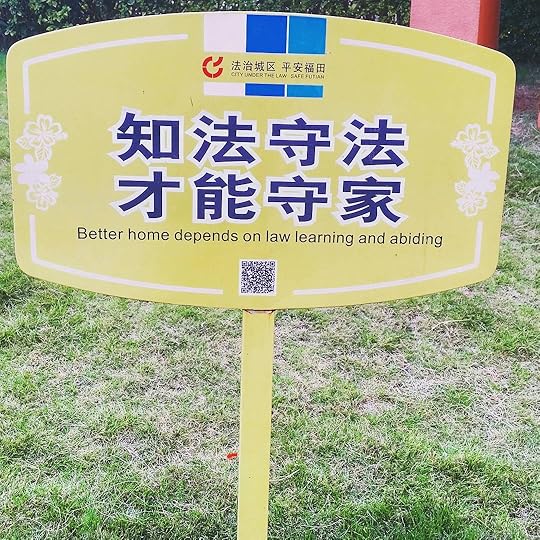 法治城区 平安福田
CITY UNDER THE LAW SAFE FUTIAN
知法守法
才能守家
Better home depends on law learning and abiding